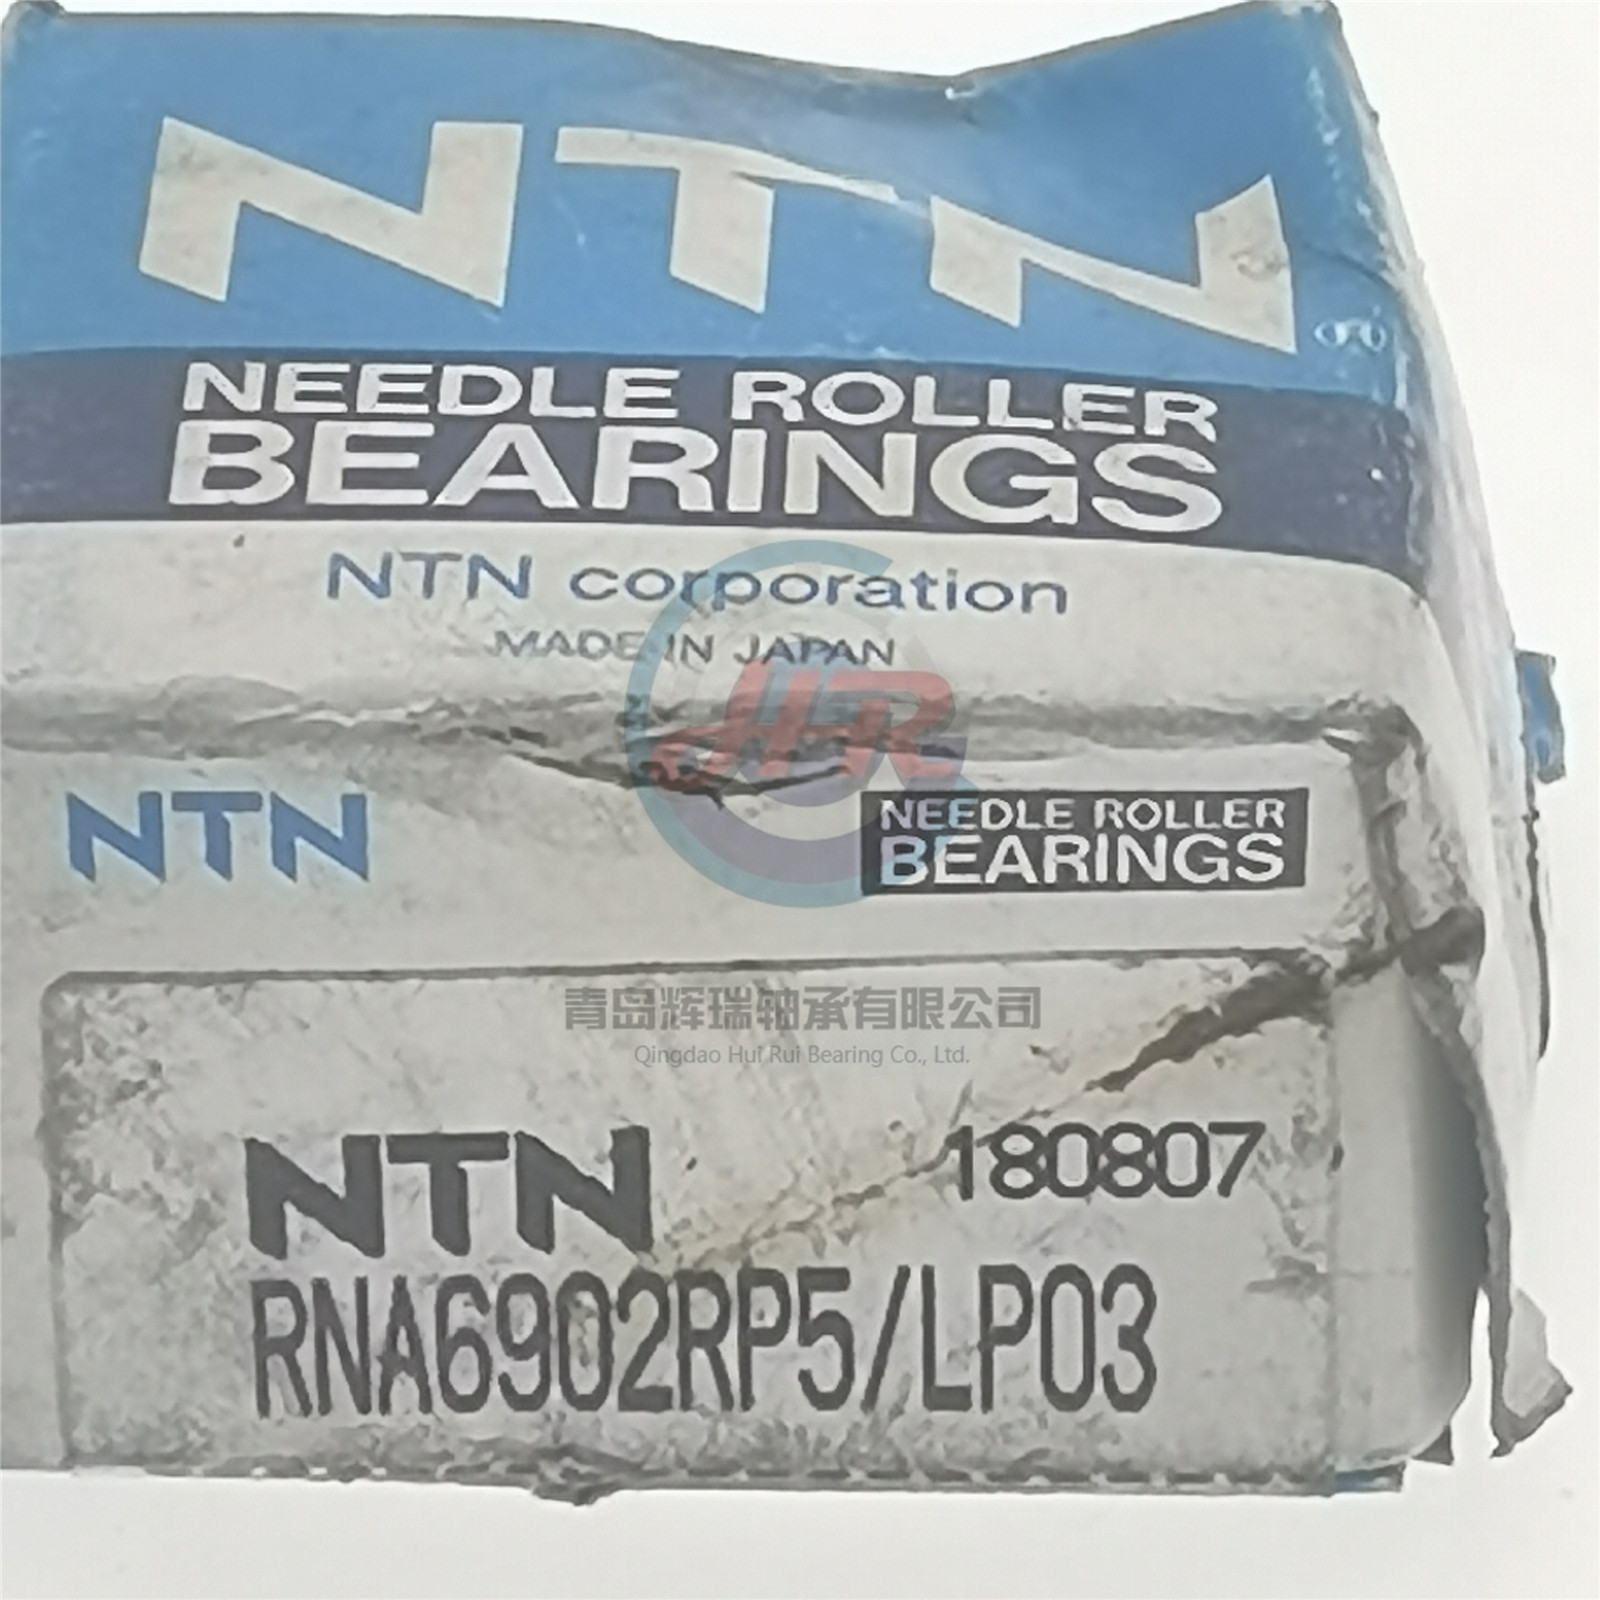 NTN
NEEDLE ROLLER
BEARINGS
NTN corporation
MADE IN JAPAN
HR
NTN
NEEDLE ROLLER
BEARINGS
青岛辉瑞轴承有限公司
Qingdao Hui Rui Bearing Co., Ltd.
NTN 180807
RNA6902RP5/LP03